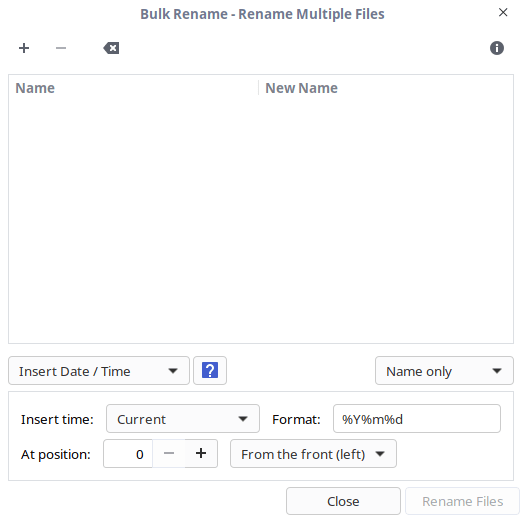 Bulk Rename - Rename Multiple Files
Name New Name
Insert Date / Time ? Name only
Insert time: Current Format: %Y%m%d
At position: 0 From the front (left)
Close Rename Files